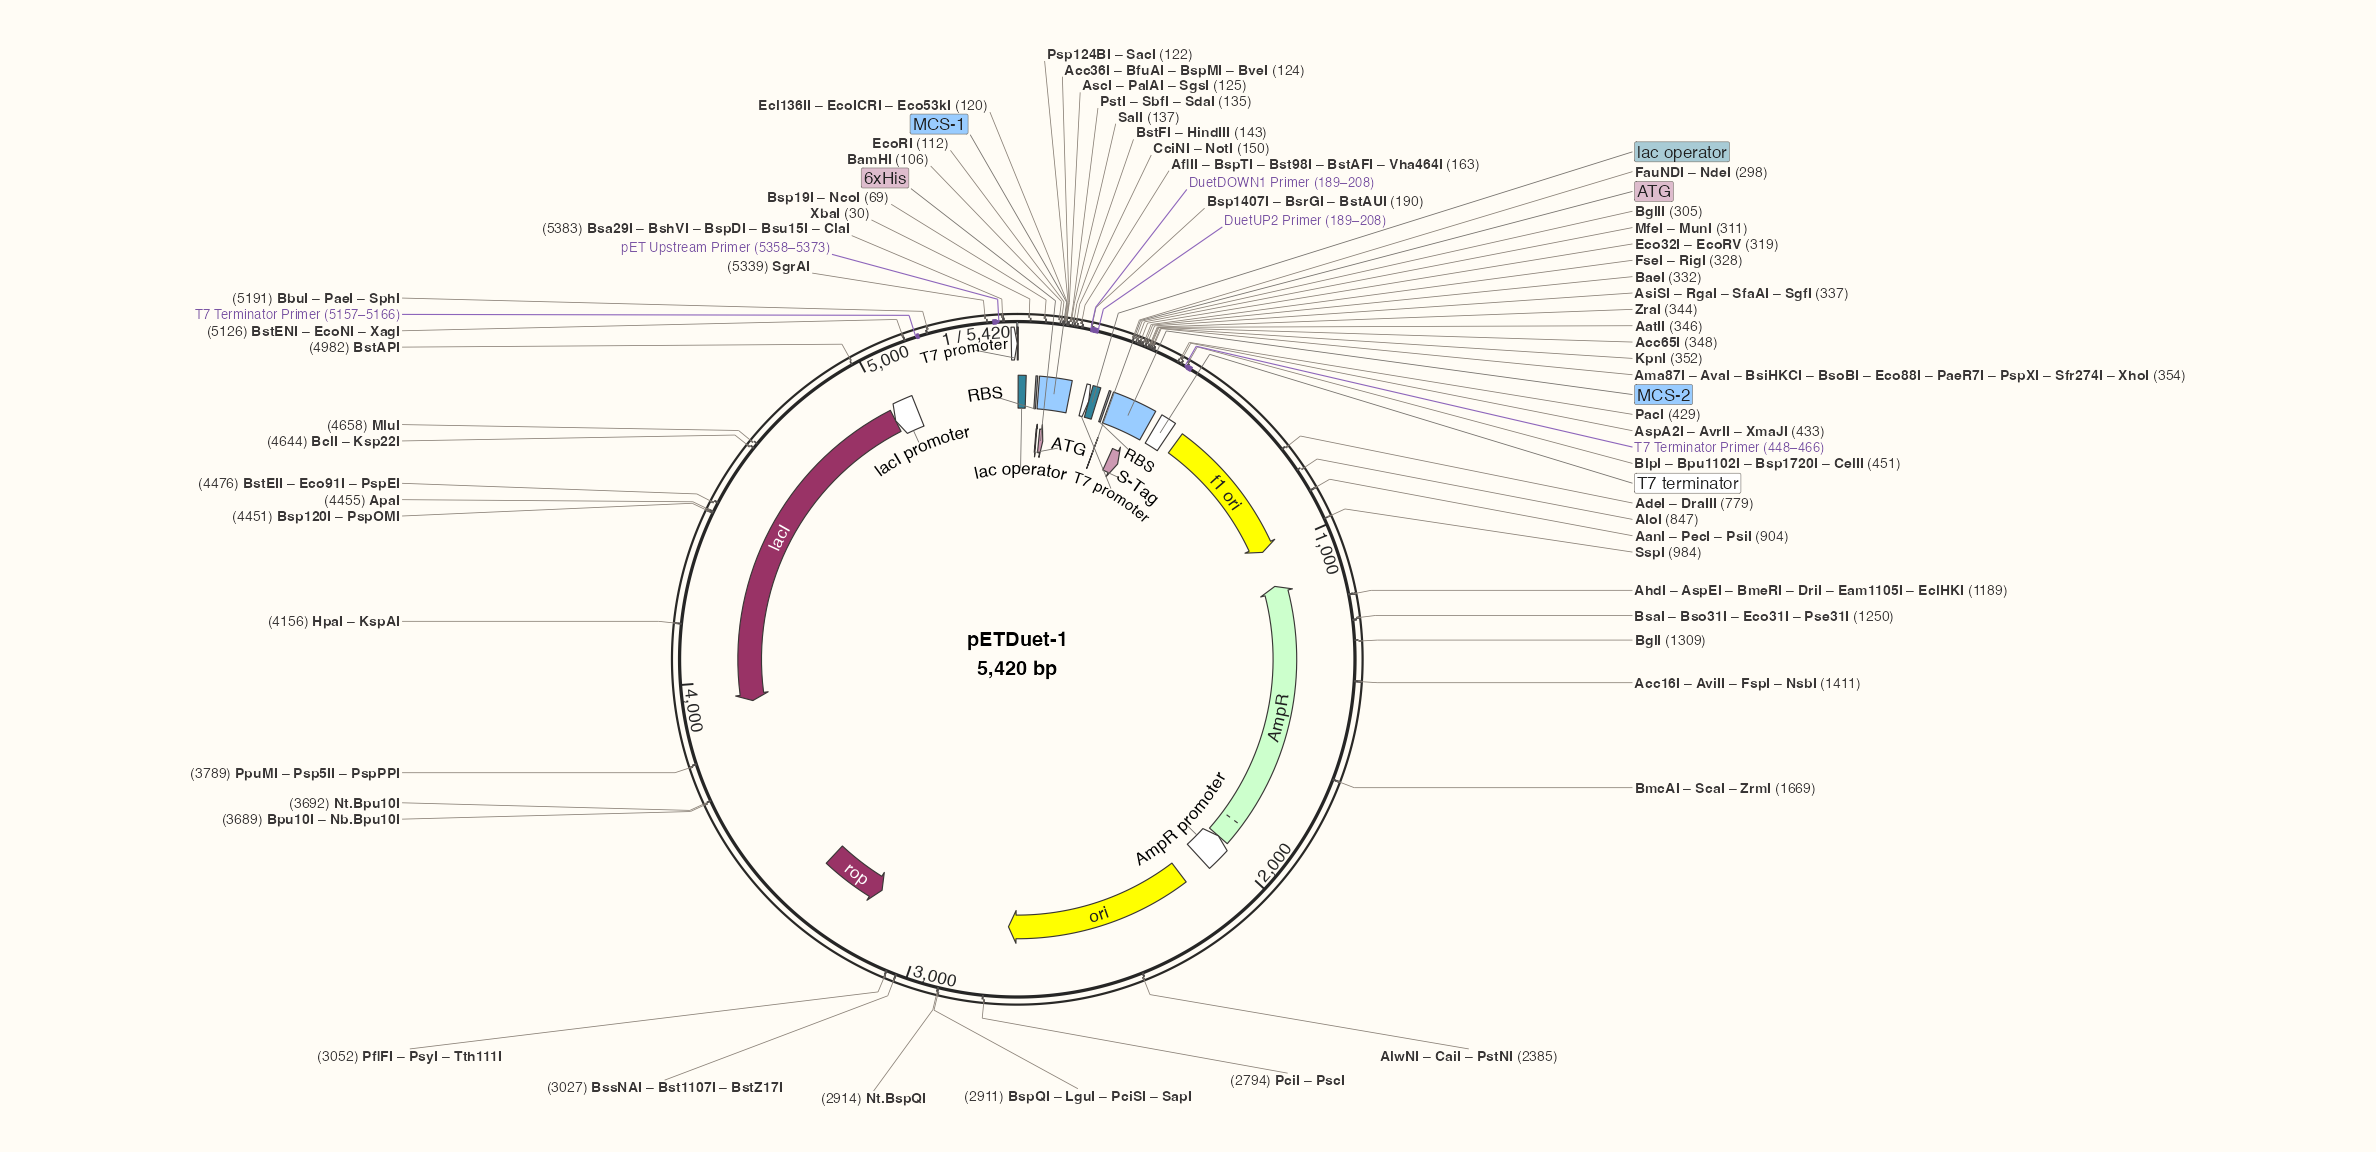 Psp124BI – SacI (122)
Acc36I – BfuAI – BspMI – BveI (124)
AscI – PalAI – SgsI (125)
PstI – SbfI – SdaI (135)
SalI (137)
BstFI – HindIII (143)
CciNI – NotI (150)
AflII – BspTI – Bst98I – BstAFI – Vha464I (163)
DuetDOWN1 Primer (189–208)
Bsp1407I – BsrGI – BstAUI (190)
DuetUP2 Primer (189–208)
Ecl136II – EcoICRI – Eco53kI (120)
MCS-1
EcoRI (112)
BamHI (106)
6xHis
Bsp19I – NcoI (69)
XbaI (30)
(5383) Bsa29I – BshVI – BspDI – Bsu15I – ClaI
pET Upstream Primer (5358–5373)
(5339) SgrAI
(5191) BbuI – PaeI – SphI
T7 Terminator Primer (5157–5166)
(5126) BstENI – EcoNI – XagI
(4982) BstAPI
(4658) MluI
(4644) BclI – Ksp22I
(4476) BstEII – Eco91I – PspEI
(4455) ApaI
(4451) Bsp120I – PspOMI
(4156) HpaI – KspAI
(3789) PpuMI – Psp5II – PspPPI
(3692) Nt.Bpu10I
(3689) Bpu10I – Nb.Bpu10I
lac operator
FauNDI – NdeI (298)
ATG
BglII (305)
MfeI – MunI (311)
Eco32I – EcoRV (319)
FseI – RigI (328)
BaeI (332)
AsiSI – RgaI – SfaAI – SgfI (337)
ZraI (344)
AatII (346)
Acc65I (348)
KpnI (352)
Ama87I – AvaI – BsiHKCI – BsoBI – Eco88I – PaeR7I – PspXI – Sfr274I – XhoI (354)
MCS-2
PacI (429)
AspA2I – AvrII – XmaJI (433)
T7 Terminator Primer (448–466)
BlpI – Bpu1102I – Bsp1720I – CelII (451)
T7 terminator
AdeI – DraIII (779)
AloI (847)
AanI – PecI – PsiI (904)
SspI (984)
AhdI – AspEI – BmeRI – DriI – Eam1105I – EclHKI (1189)
BsaI – Bso31I – Eco31I – Pse31I (1250)
BglI (1309)
Acc16I – AviII – FspI – NsbI (1411)
BmcAI – ScaI – ZrmI (1669)
1 / 5,420
5,000
T7 promoter
RBS
lacI promoter
lac operator
ATG
T7 promoter
RBS
S-Tag
f1 ori
1,000
lacI
pETDuet-1
5,420 bp
4,000
AmpR
AmpR promoter
2,000
rop
ori
3,000
(3052) PflFI – PsyI – Tth111I
(3027) BssNAI – Bst1107I – BstZ17I
(2914) Nt.BspQI
(2911) BspQI – LguI – PciSI – SapI
(2794) PciI – PscI
AlwNI – CaiI – PstNI (2385)